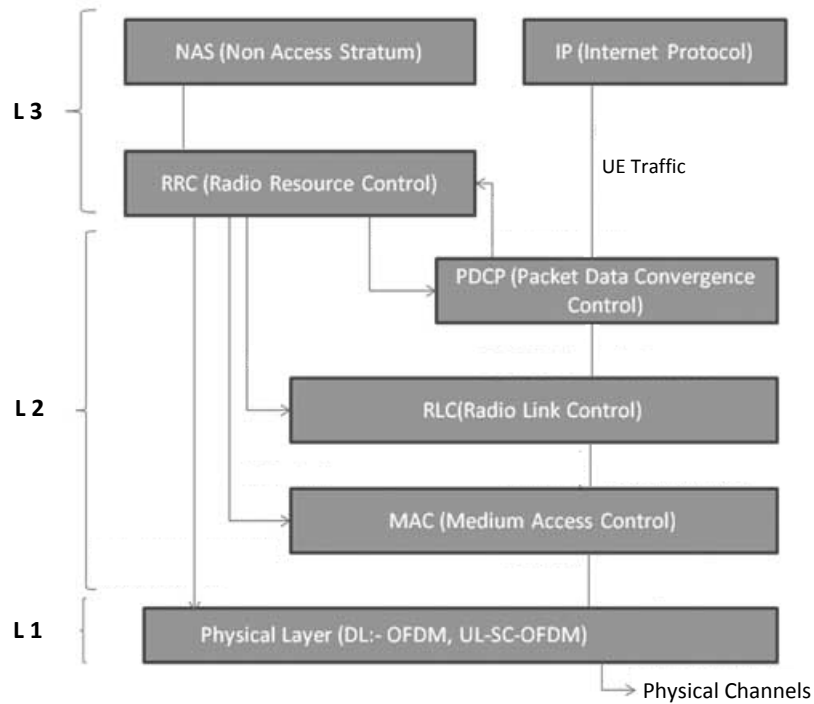 NAS (Non Access Stratum)
IP (Internet Protocol)
L 3
UE Traffic
RRC (Radio Resource Control)
PDCP (Packet Data Convergence
Control)
L 2
RLC(Radio Link Control)
MAC (Medium Access Control)
L 1
Physical Layer (DL:- OFDM, UL-SC-OFDM)
Physical Channels